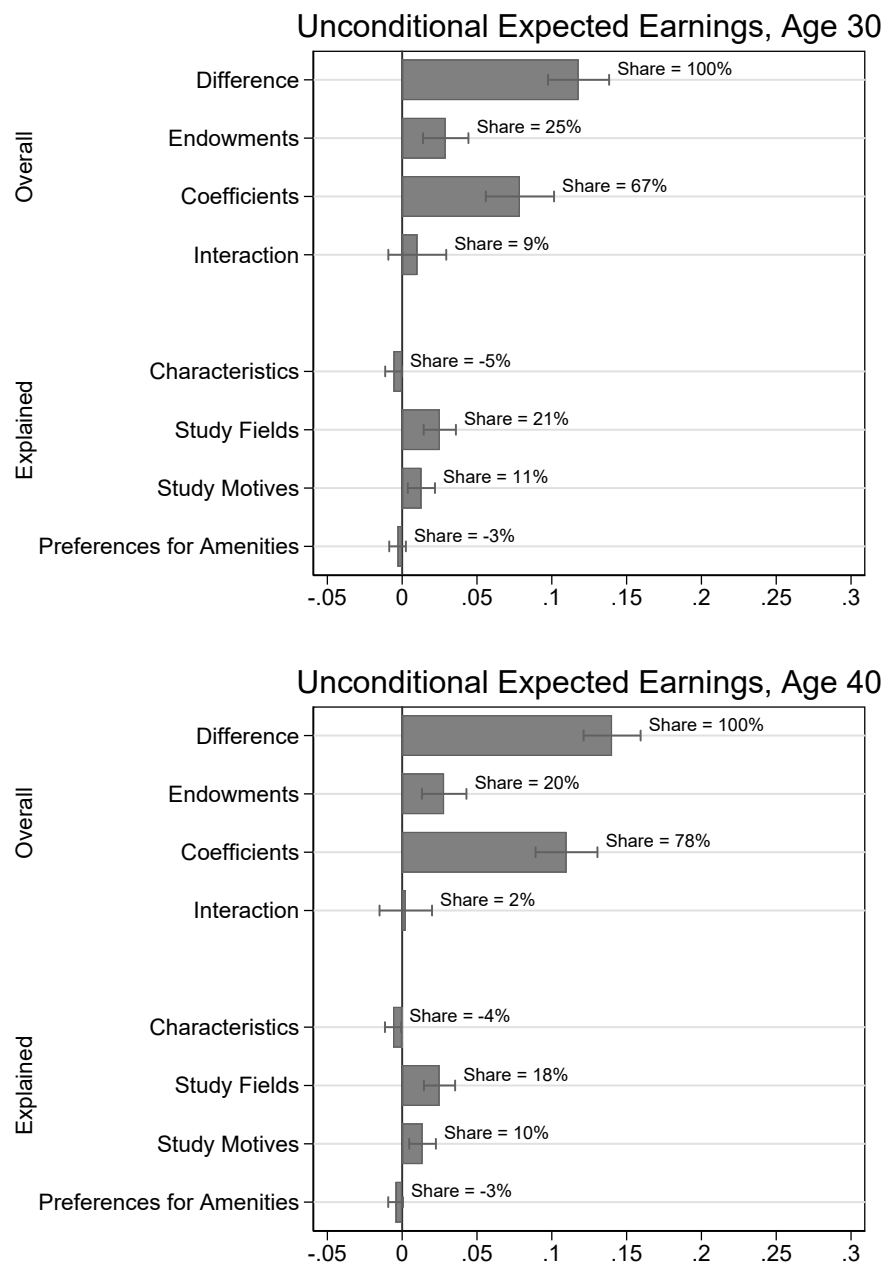 Unconditional Expected Earnings, Age 30
Overall
Difference
Share = 100%
Endowments
Share = 25%
Coefficients
Share = 67%
Interaction
Share = 9%
Explained
Characteristics
Share = -5%
Study Fields
Share = 21%
Study Motives
Share = 11%
Preferences for Amenities
Share = -3%
-.05 0 .05 .1 .15 .2 .25 .3
Unconditional Expected Earnings, Age 40
Overall
Difference
Share = 100%
Endowments
Share = 20%
Coefficients
Share = 78%
Interaction
Share = 2%
Explained
Characteristics
Share = -4%
Study Fields
Share = 18%
Study Motives
Share = 10%
Preferences for Amenities
Share = -3%
-.05 0 .05 .1 .15 .2 .25 .3